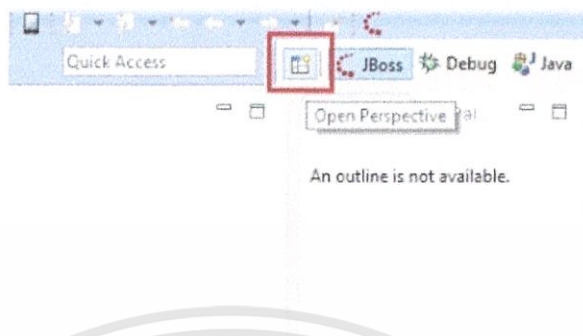 Quick Access JBoss Debug Java
Open Perspective
An outline is not available.